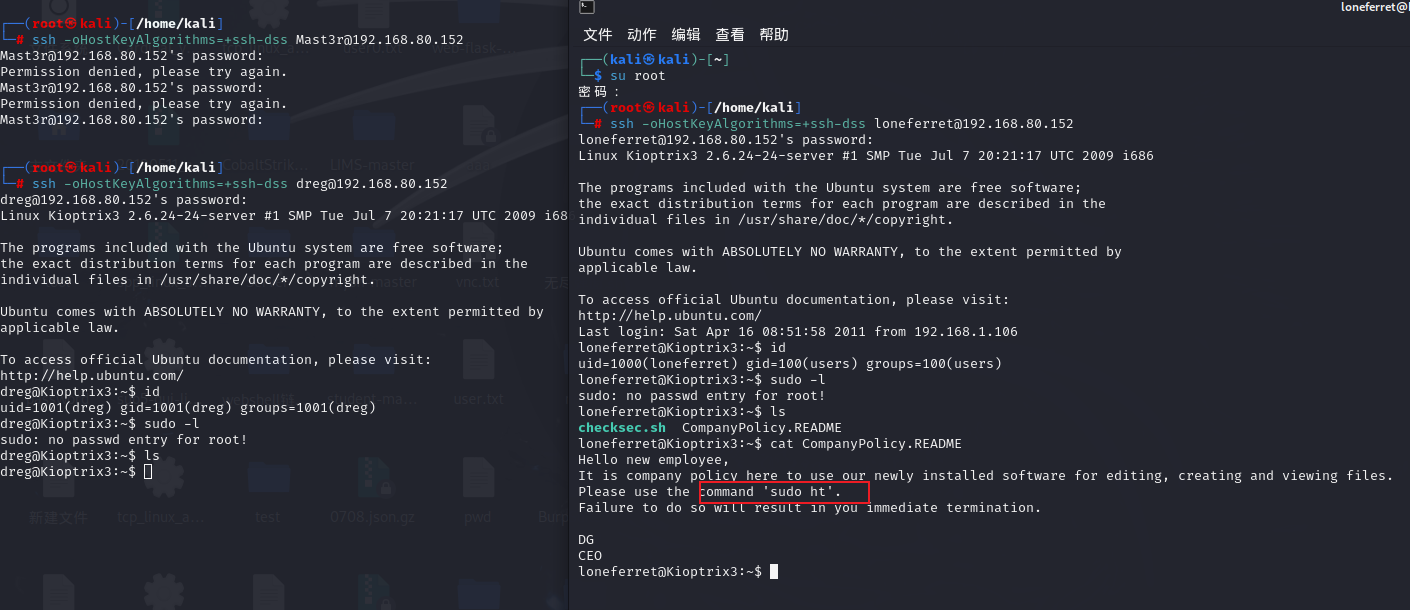 ┌──(root㉿kali)-[/home/kali]
└─# ssh -oHostKeyAlgorithms=+ssh-dss Mast3r@192.168.80.152
Mast3r@192.168.80.152's password:
Permission denied, please try again.
Mast3r@192.168.80.152's password:
Permission denied, please try again.
Mast3r@192.168.80.152's password:
┌──(root㉿kali)-[/home/kali]
└─# ssh -oHostKeyAlgorithms=+ssh-dss dreg@192.168.80.152
dreg@192.168.80.152's password:
Linux Kioptrix3 2.6.24-24-server #1 SMP Tue Jul 7 20:21:17 UTC 2009 i68
The programs included with the Ubuntu system are free software;
the exact distribution terms for each program are described in the
individual files in /usr/share/doc/*/copyright.
Ubuntu comes with ABSOLUTELY NO WARRANTY, to the extent permitted by
applicable law.
To access official Ubuntu documentation, please visit:
http://help.ubuntu.com/
dreg@Kioptrix3:~$ id
uid=1001(dreg) gid=1001(dreg) groups=1001(dreg)
dreg@Kioptrix3:~$ sudo -l
sudo: no passwd entry for root!
dreg@Kioptrix3:~$ ls
dreg@Kioptrix3:~$
LIMS-master
vnc.txt
user.txt
新建文件
tcp_linux_a...
test
0708.json.gz
pwd
Burp
loneferret@
文件 动作 编辑 查看 帮助
┌──(kali㉿kali)-[~]
└─$ su root
密码：
┌──(root㉿kali)-[/home/kali]
└─# ssh -oHostKeyAlgorithms=+ssh-dss loneferret@192.168.80.152
loneferret@192.168.80.152's password:
Linux Kioptrix3 2.6.24-24-server #1 SMP Tue Jul 7 20:21:17 UTC 2009 i686
The programs included with the Ubuntu system are free software;
the exact distribution terms for each program are described in the
individual files in /usr/share/doc/*/copyright.
Ubuntu comes with ABSOLUTELY NO WARRANTY, to the extent permitted by
applicable law.
To access official Ubuntu documentation, please visit:
http://help.ubuntu.com/
Last login: Sat Apr 16 08:51:58 2011 from 192.168.1.106
loneferret@Kioptrix3:~$ id
uid=1000(loneferret) gid=100(users) groups=100(users)
loneferret@Kioptrix3:~$ sudo -l
sudo: no passwd entry for root!
loneferret@Kioptrix3:~$ ls
checksec.sh  CompanyPolicy.README
loneferret@Kioptrix3:~$ cat CompanyPolicy.README
Hello new employee,
It is company policy here to use our newly installed software for editing, creating and viewing files.
Please use the command 'sudo ht'.
Failure to do so will result in you immediate termination.
DG
CEO
loneferret@Kioptrix3:~$